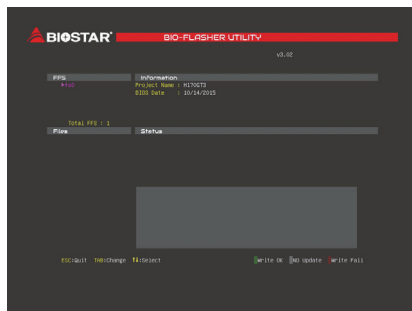 BIOSTAR® BIO-FLASHER UTILITY
v3.02
FFS Information
Project Name : H170GT3
BIOS Date : 10/14/2015
Total FFS : 1
Files Status
ESC:Quit TAB:Change ↑↓:Select Write OK NO Update Write Fail